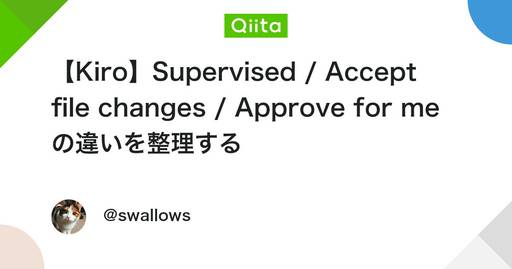 Qiita
【Kiro】Supervised / Accept
file changes / Approve for me
の違いを整理する
@swallows